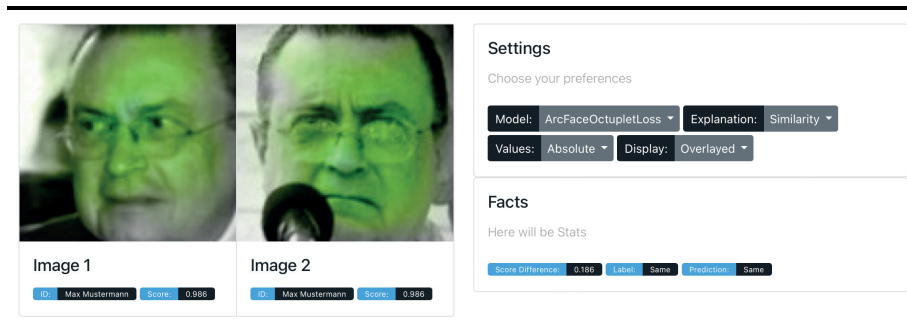 Settings
Choose your preferences
Model: ArcFaceOctupletLoss Explanation: Similarity
Values: Absolute Display: Overlayed
Facts
Here will be Stats
Score Difference: 0.186 Label: Same Prediction: Same
Image 1
ID: Max Mustermann Score: 0.986
Image 2
ID: Max Mustermann Score: 0.986